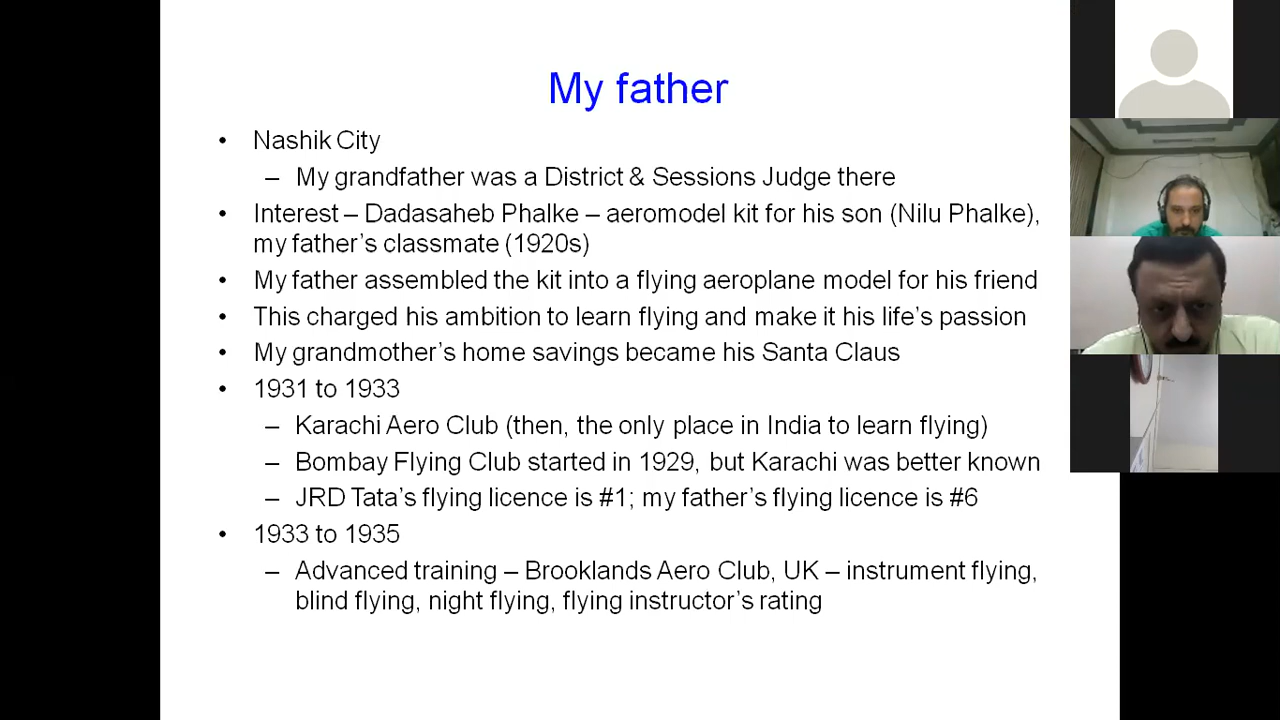 My father
• Nashik City
– My grandfather was a District & Sessions Judge there
• Interest – Dadasaheb Phalke – aeromodel kit for his son (Nilu Phalke),
my father's classmate (1920s)
• My father assembled the kit into a flying aeroplane model for his friend
• This charged his ambition to learn flying and make it his life's passion
• My grandmother's home savings became his Santa Claus
• 1931 to 1933
– Karachi Aero Club (then, the only place in India to learn flying)
– Bombay Flying Club started in 1929, but Karachi was better known
– JRD Tata's flying licence is #1; my father's flying licence is #6
• 1933 to 1935
– Advanced training – Brooklands Aero Club, UK – instrument flying,
blind flying, night flying, flying instructor's rating